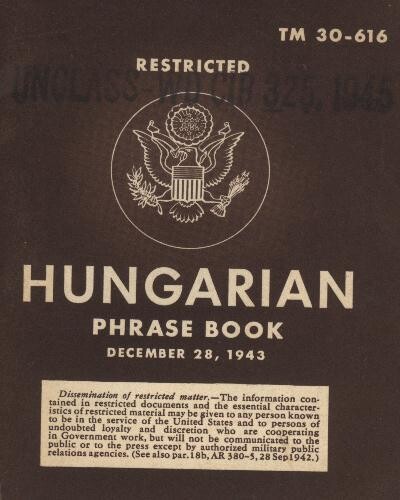 TM 30-616
RESTRICTED
UNCLASS WD CIR 325, 1945
HUNGARIAN
PHRASE BOOK
DECEMBER 28, 1943
Dissemination of restricted matter.—The information con-
tained in restricted documents and the essential character-
istics of restricted material may be given to any person known
to be in the service of the United States and to persons of
undoubted loyalty and discretion who are cooperating
in Government work, but will not be communicated to the
public or to the press except by authorized military public
relations agencies. (See also par. 18b, AR 380-5, 28 Sep 1942.)